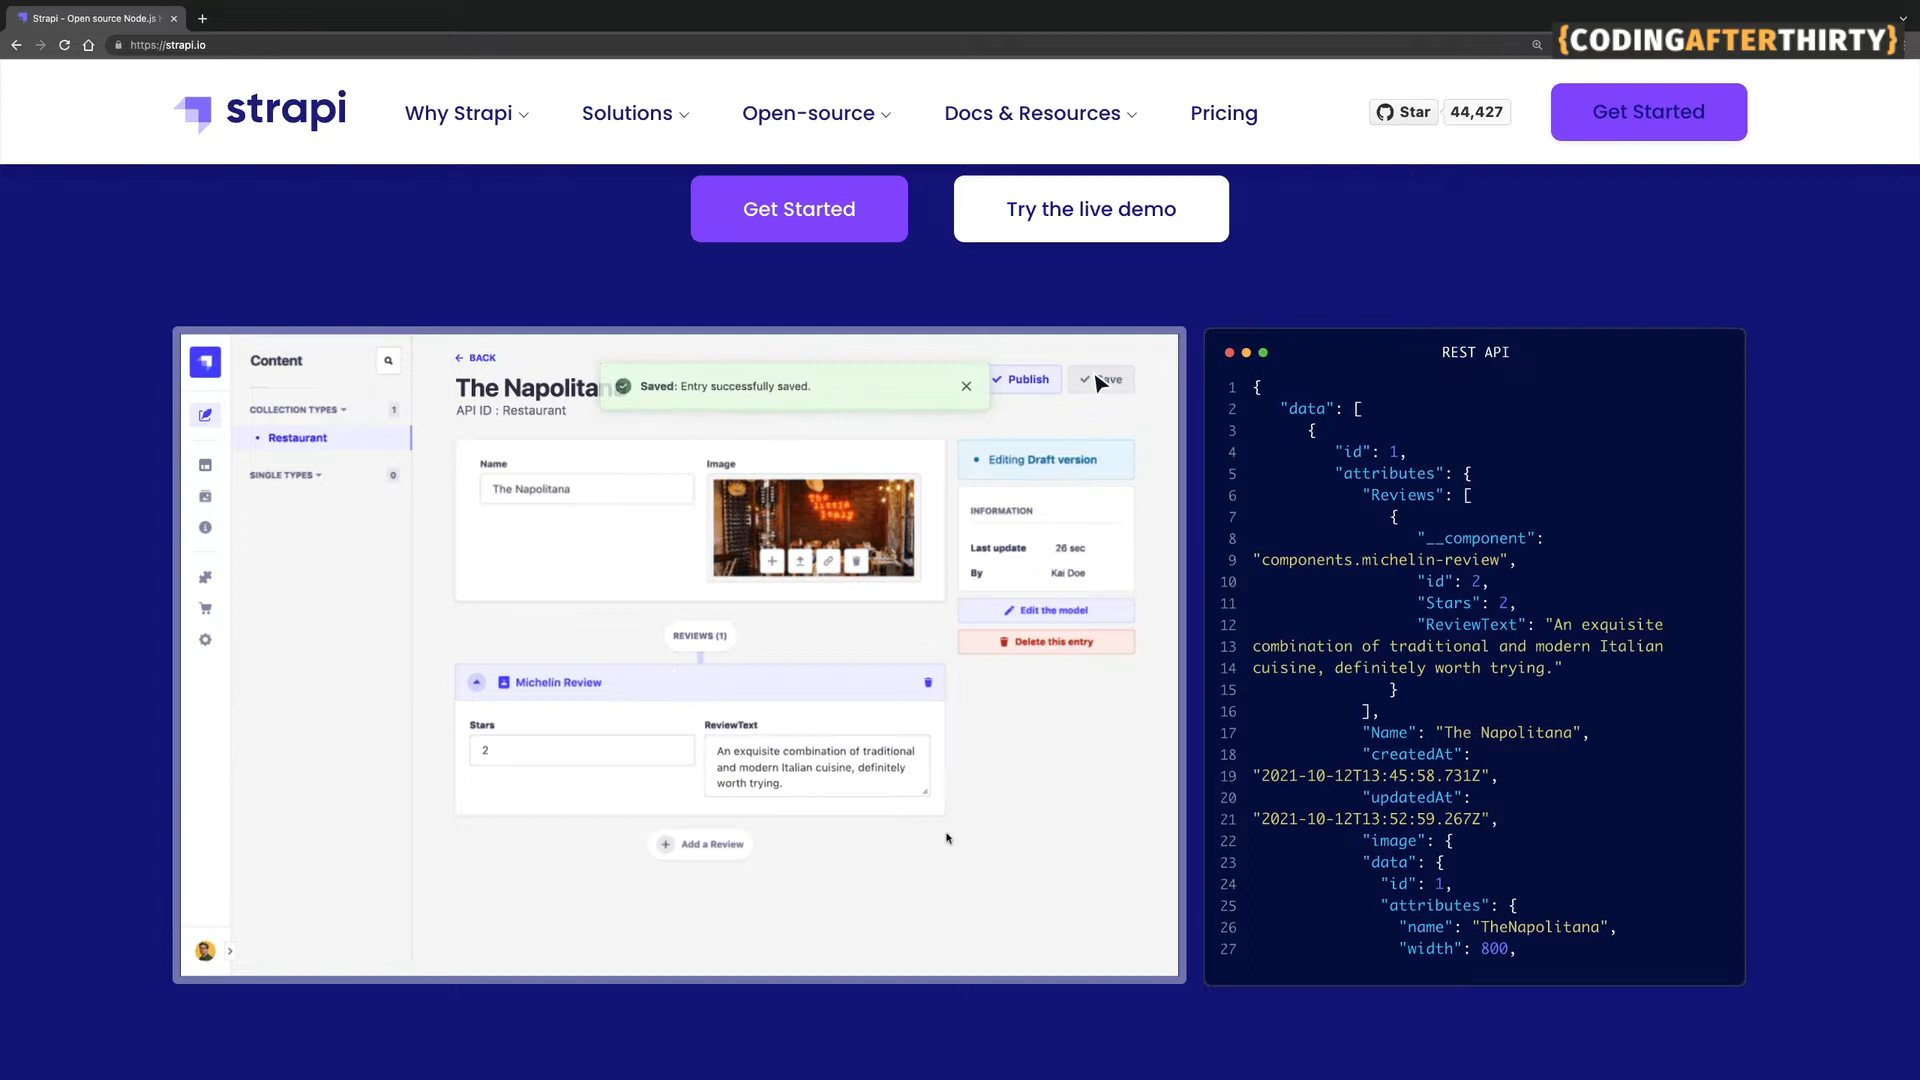 Strapi - Open source Node.js
https://strapi.io
{CODINGAFTERTHIRTY}
strapi
Why Strapi
Solutions
Open-source
Docs & Resources
Pricing
Star
44,427
Get Started
Get Started
Try the live demo
Content
COLLECTION TYPES
1
Restaurant
SINGLE TYPES
0
BACK
The Napolitan
API ID : Restaurant
Saved: Entry successfully saved.
Publish
Name
The Napolitana
Image
the
little
Editing Draft version
INFORMATION
Last update
26 sec
By
Kai Doe
Edit the model
Delete this entry
REVIEWS (1)
Michelin Review
Stars
2
ReviewText
An exquisite combination of traditional
and modern Italian cuisine, definitely
worth trying.
Add a Review
REST API
1 {
2 "data": [
3 {
4 "id": 1,
5 "attributes": {
6 "Reviews": [
7 {
8 "__component":
9 "components.michelin-review",
10 "id": 2,
11 "Stars": 2,
12 "ReviewText": "An exquisite
13 combination of traditional and modern Italian
14 cuisine, definitely worth trying."
15 }
16 ],
17 "Name": "The Napolitana",
18 "createdAt":
19 "2021-10-12T13:45:58.731Z",
20 "updatedAt":
21 "2021-10-12T13:52:59.267Z",
22 "image": {
23 "data": {
24 "id": 1,
25 "attributes": {
26 "name": "TheNapolitana",
27 "width": 800,